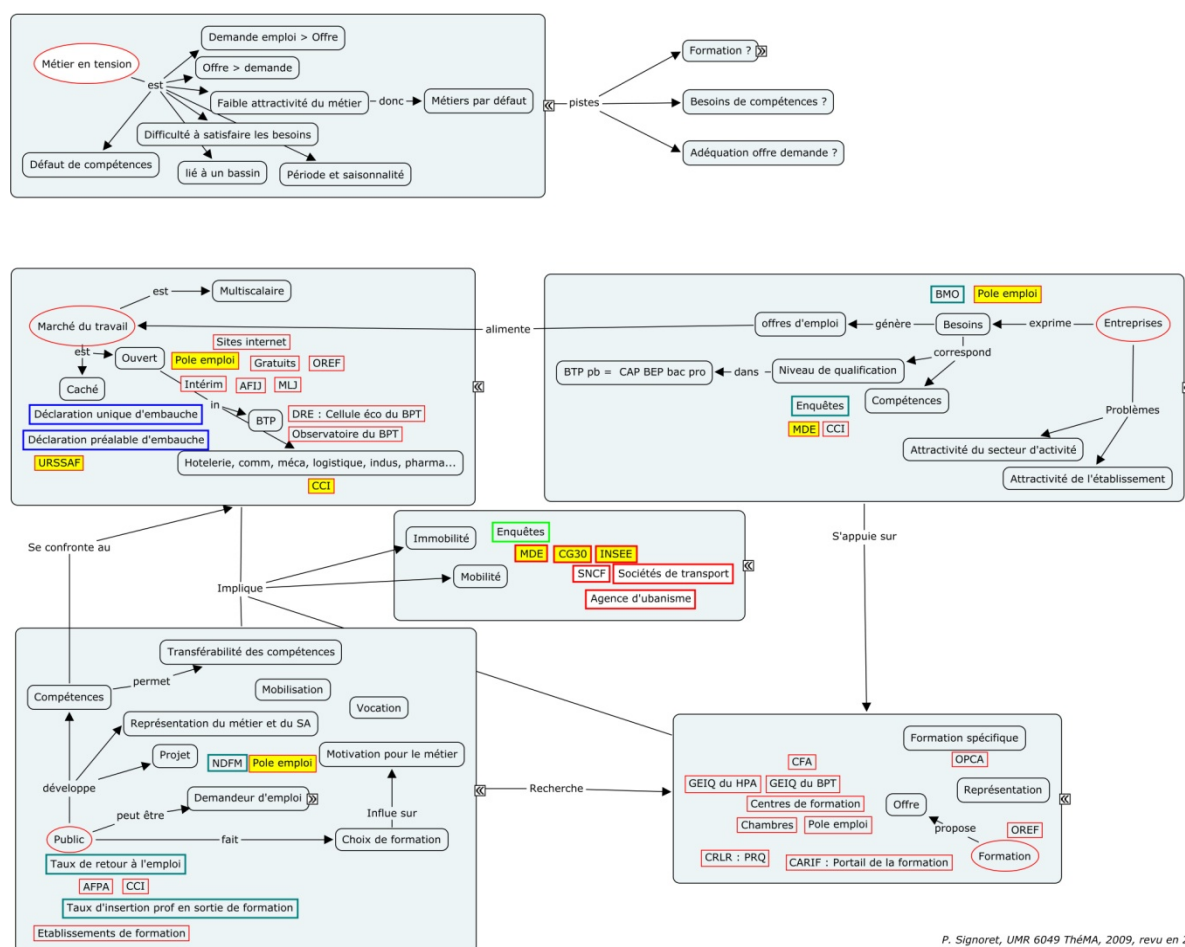 Métier en tension
est
Demande emploi > Offre
Offre > demande
Faible attractivité du métier
donc
Métiers par défaut
Difficulté à satisfaire les besoins
Défaut de compétences
lié à un bassin
Période et saisonnalité
pistes
Formation ?
Besoins de compétences ?
Adéquation offre demande ?
Marché du travail
est
Multiscalaire
est
Ouvert
Caché
Sites internet
Pole emploi
Gratuits
OREF
Intérim
AFIJ
MLJ
in
BTP
DRE : Cellule éco du BPT
Observatoire du BPT
Déclaration unique d'embauche
Déclaration préalable d'embauche
URSSAF
Hotelerie, comm, méca, logistique, indus, pharma...
CCI
alimente
BMO
Pole emploi
offres d'emploi
génère
Besoins
exprime
Entreprises
correspond
BTP pb = CAP BEP bac pro
dans
Niveau de qualification
Compétences
Enquêtes
MDE
CCI
Problèmes
Attractivité du secteur d'activité
Attractivité de l'établissement
Se confronte au
Implique
Immobilité
Mobilité
Enquêtes
MDE
CG30
INSEE
SNCF
Sociétés de transport
Agence d'ubanisme
S'appuie sur
Transférabilité des compétences
Compétences
permet
Mobilisation
Vocation
Représentation du métier et du SA
Projet
NDFM
Pole emploi
Motivation pour le métier
développe
Demandeur d'emploi
peut être
Influe sur
Public
fait
Choix de formation
Taux de retour à l'emploi
AFPA
CCI
Taux d'insertion prof en sortie de formation
Etablissements de formation
Recherche
Formation spécifique
CFA
OPCA
GEIQ du HPA
GEIQ du BPT
Représentation
Centres de formation
Offre
Chambres
Pole emploi
propose
OREF
CRLR : PRQ
CARIF : Portail de la formation
Formation
P. Signoret, UMR 6049 ThéMA, 2009, revu en